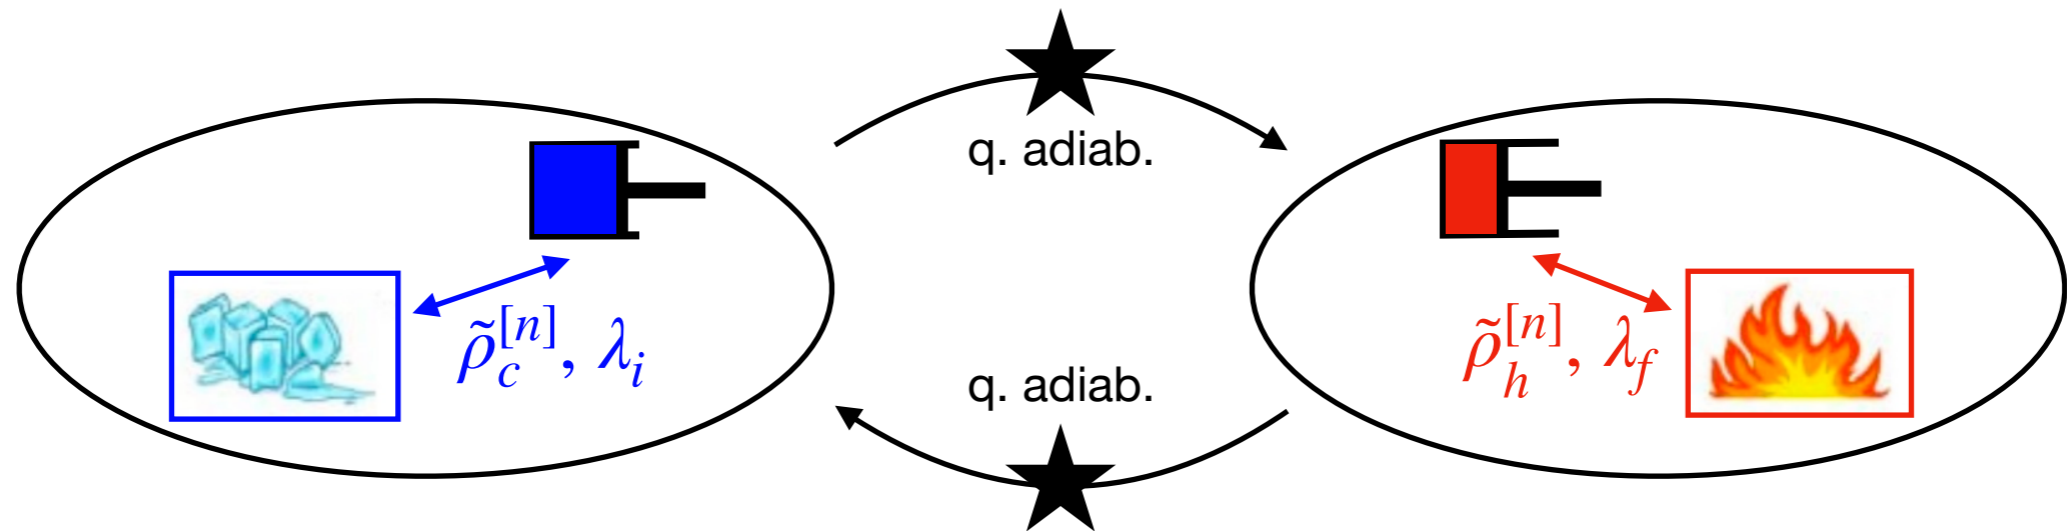 q. adiab.
ρ̃_c^{[n]}, λ_i
ρ̃_h^{[n]}, λ_f
q. adiab.